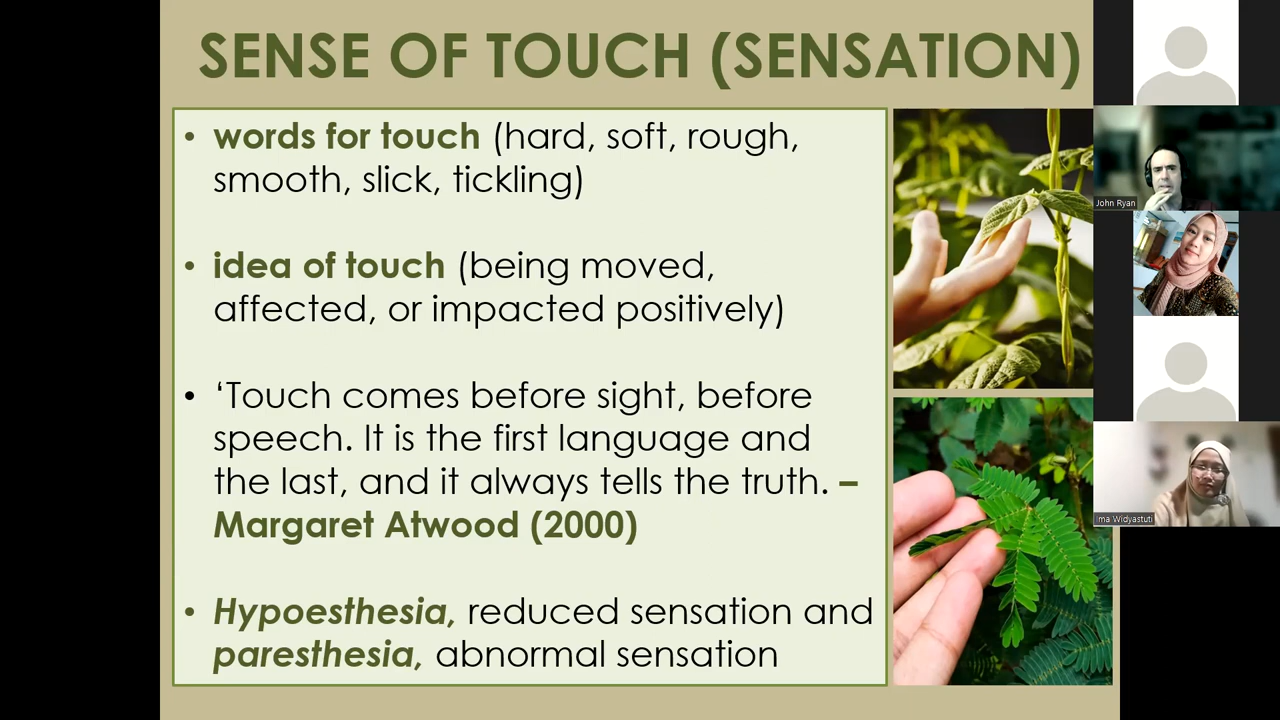 SENSE OF TOUCH (SENSATION)
• words for touch (hard, soft, rough,
smooth, slick, tickling)
• idea of touch (being moved,
affected, or impacted positively)
• ‘Touch comes before sight, before
speech. It is the first language and
the last, and it always tells the truth. –
Margaret Atwood (2000)
• Hypoesthesia, reduced sensation and
paresthesia, abnormal sensation
John Ryan
Ima Widyastuti